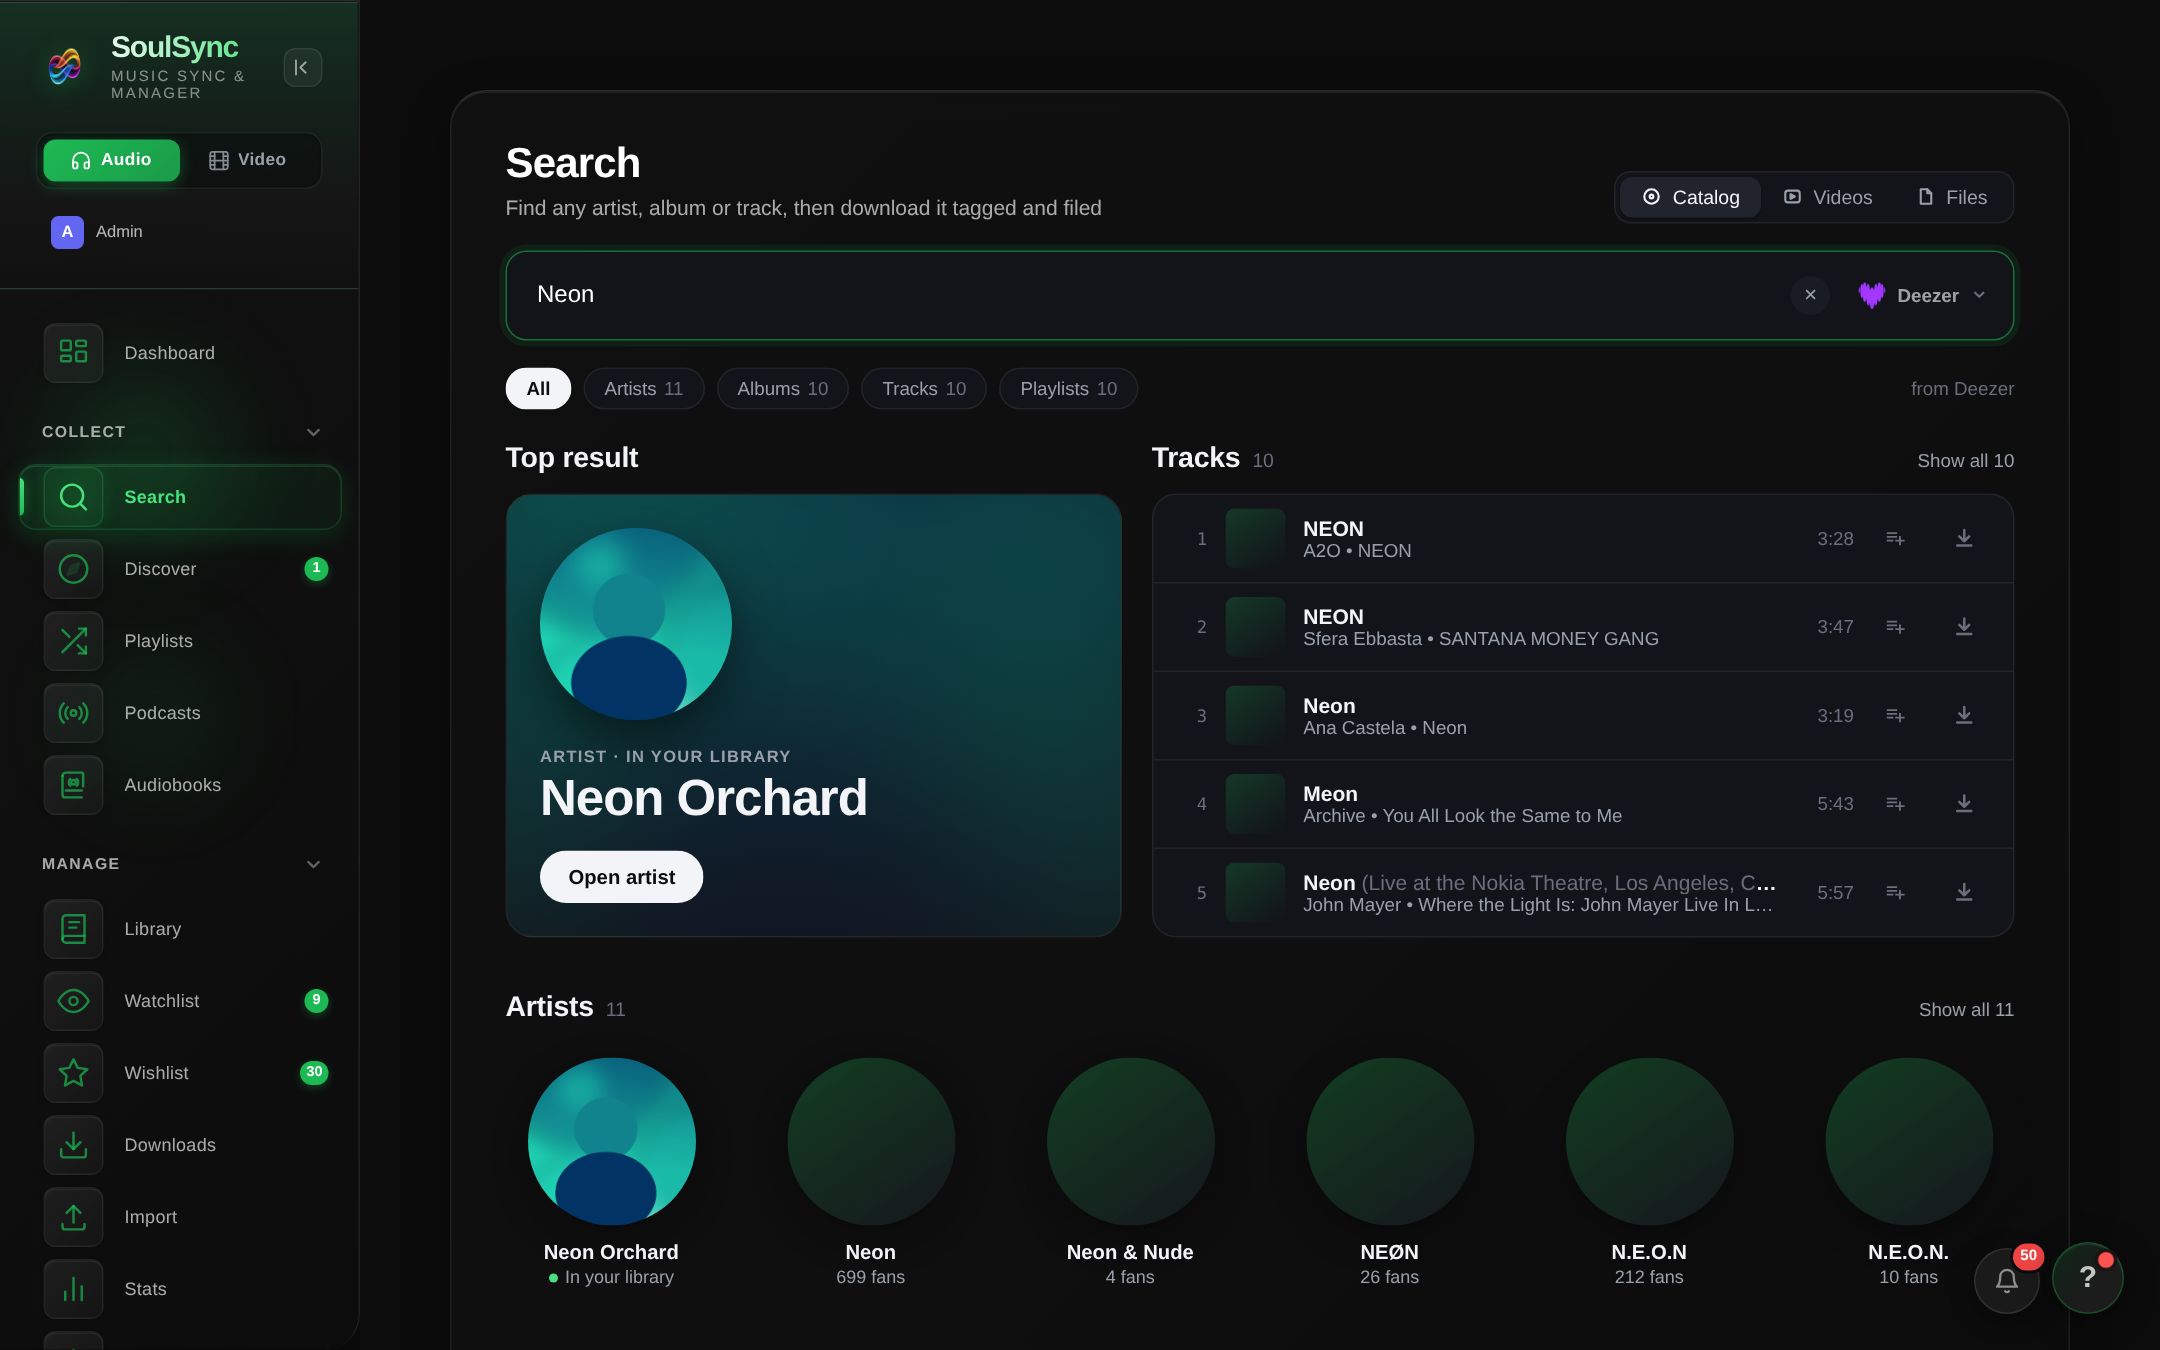 SoulSync
MUSIC SYNC &
MANAGER
Audio
Video
A
Admin
Dashboard
COLLECT
Search
Discover
1
Playlists
Podcasts
Audiobooks
MANAGE
Library
Watchlist
9
Wishlist
30
Downloads
Import
Stats
Search
Find any artist, album or track, then download it tagged and filed
Catalog
Videos
Files
Neon
Deezer
All
Artists 11
Albums 10
Tracks 10
Playlists 10
from Deezer
Top result
ARTIST · IN YOUR LIBRARY
Neon Orchard
Open artist
Tracks 10
Show all 10
1
NEON
A2O • NEON
3:28
2
NEON
Sfera Ebbasta • SANTANA MONEY GANG
3:47
3
Neon
Ana Castela • Neon
3:19
4
Meon
Archive • You All Look the Same to Me
5:43
5
Neon (Live at the Nokia Theatre, Los Angeles, C...
John Mayer • Where the Light Is: John Mayer Live In L...
5:57
Artists 11
Show all 11
Neon Orchard
In your library
Neon
699 fans
Neon & Nude
4 fans
NEØN
26 fans
N.E.O.N
212 fans
N.E.O.N.
10 fans
50
?